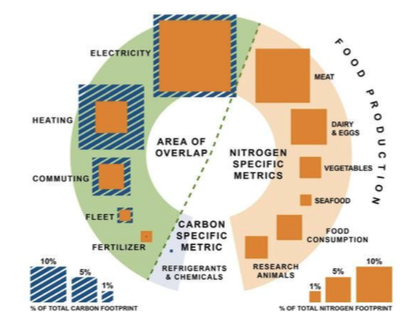 ELECTRICITY
HEATING
COMMUTING
FLEET
FERTILIZER
AREA OF
OVERLAP
NITROGEN
SPECIFIC
METRICS
CARBON
SPECIFIC
METRIC
REFRIGERANTS
& CHEMICALS
FOOD PRODUCTION
MEAT
DAIRY
& EGGS
VEGETABLES
SEAFOOD
FOOD
CONSUMPTION
RESEARCH
ANIMALS
10%
5%
1%
% OF TOTAL CARBON FOOTPRINT
1%
5%
10%
% OF TOTAL NITROGEN FOOTPRINT